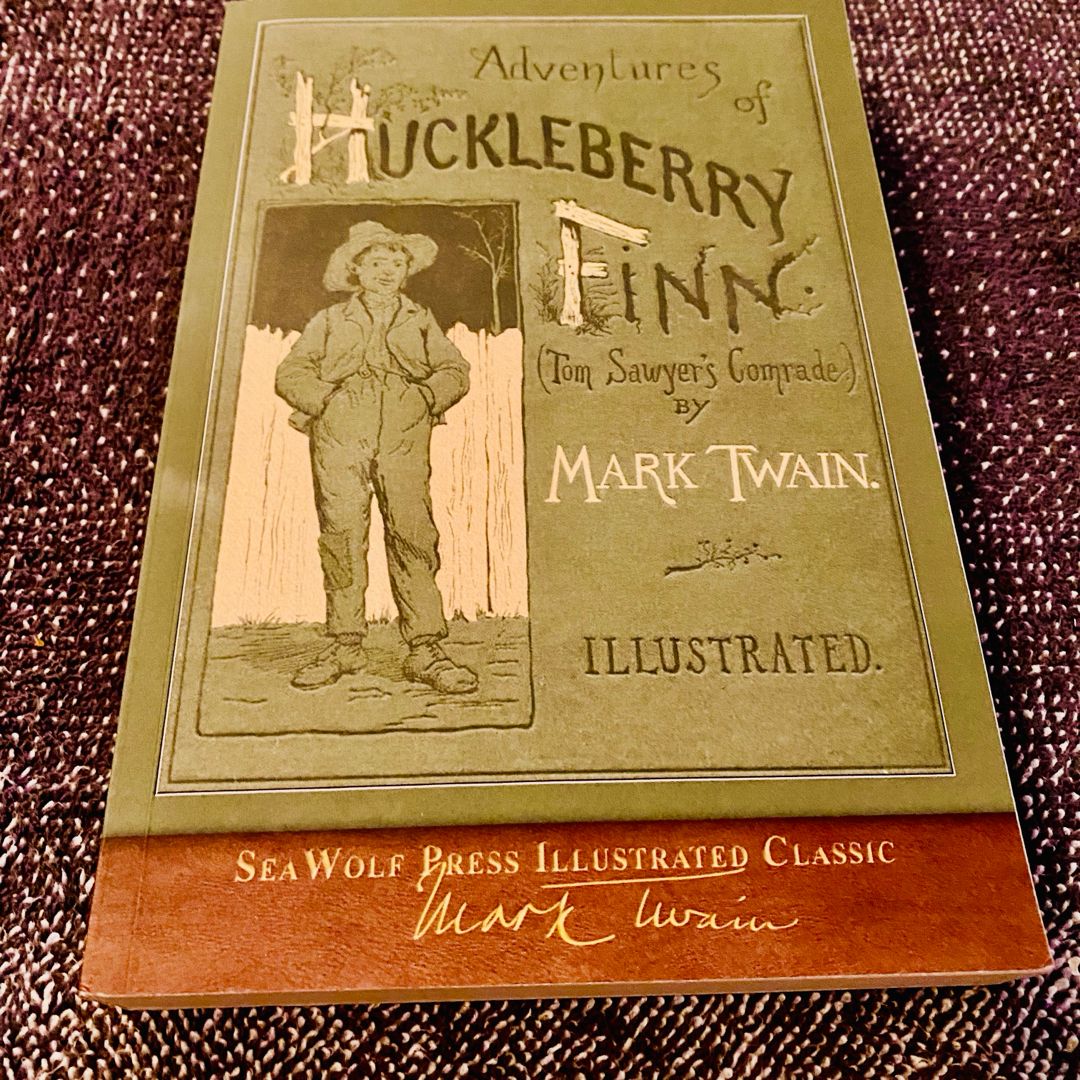 Adventures
of
HUCKLEBERRY
FINN.
(Tom Sawyer's Comrade.)
BY
MARK TWAIN.
ILLUSTRATED.
SEAWOLF PRESS ILLUSTRATED CLASSIC
Mark Twain